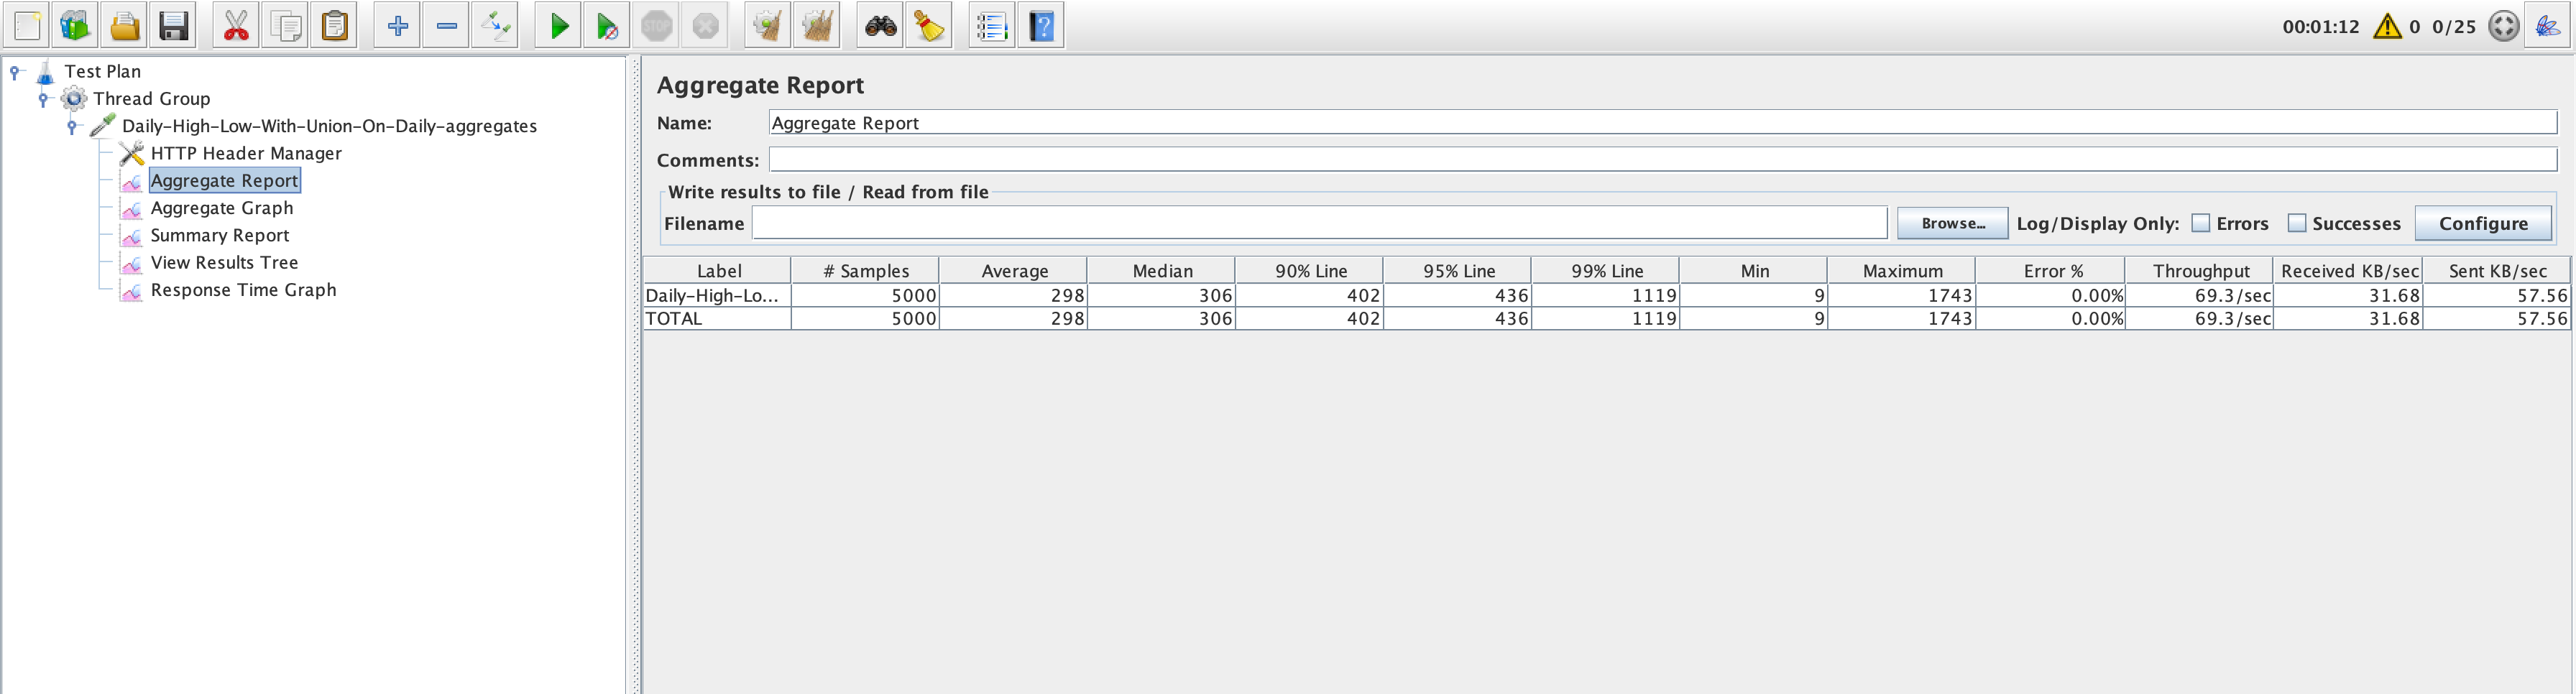 00:01:12 0 0/25
Test Plan
Thread Group
Daily-High-Low-With-Union-On-Daily-aggregates
HTTP Header Manager
Aggregate Report
Aggregate Graph
Summary Report
View Results Tree
Response Time Graph
Aggregate Report
Name: Aggregate Report
Comments:
Write results to file / Read from file
Filename Browse... Log/Display Only: Errors Successes Configure
Label # Samples Average Median 90% Line 95% Line 99% Line Min Maximum Error % Throughput Received KB/sec Sent KB/sec
Daily-High-Lo... 5000 298 306 402 436 1119 9 1743 0.00% 69.3/sec 31.68 57.56
TOTAL 5000 298 306 402 436 1119 9 1743 0.00% 69.3/sec 31.68 57.56
STOP